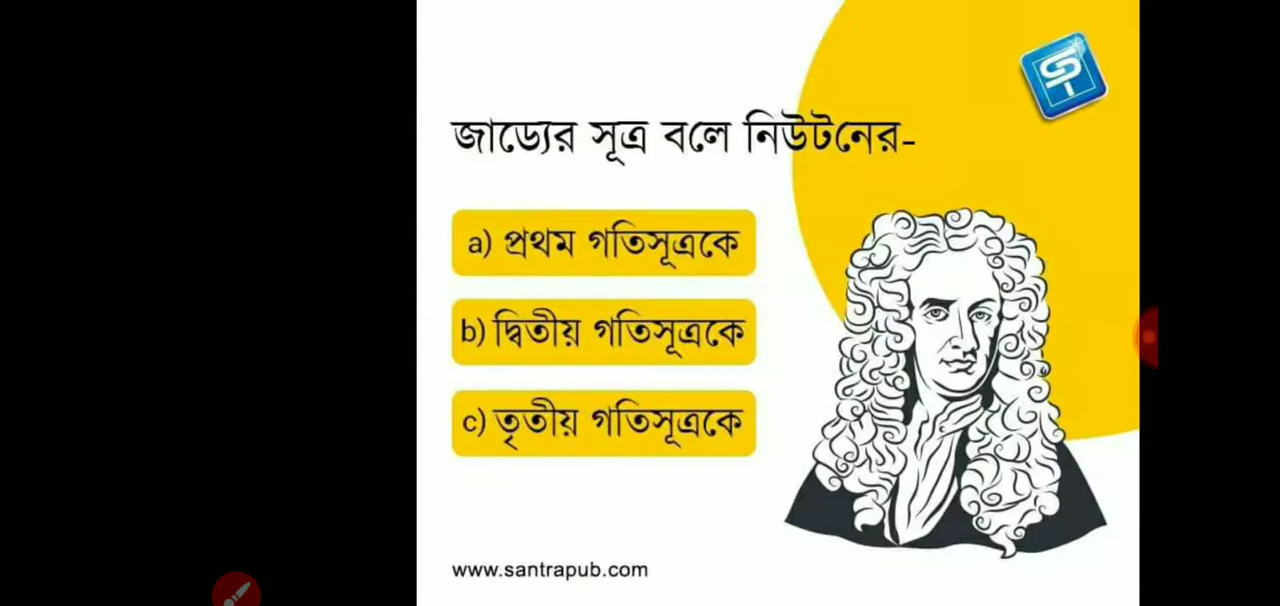 জাড্যের সূত্র বলে নিউটনের-
a) প্রথম গতিসূত্রকে
b) দ্বিতীয় গতিসূত্রকে
c) তৃতীয় গতিসূত্রকে
www.santrapub.com